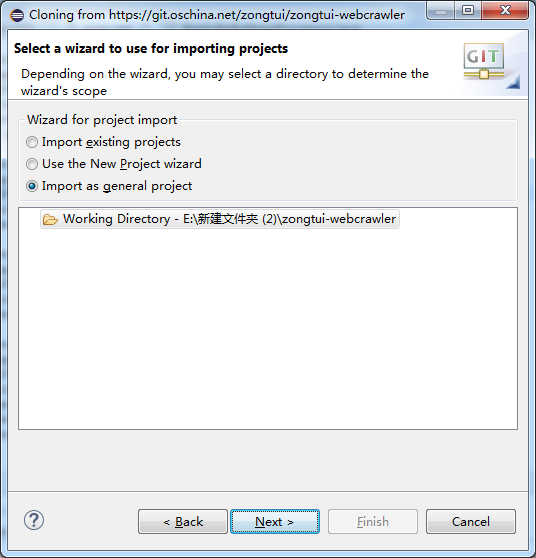 Cloning from https://git.oschina.net/zongtui/zongtui-webcrawler
Select a wizard to use for importing projects
Depending on the wizard, you may select a directory to determine the
wizard's scope
GIT
Wizard for project import
Import existing projects
Use the New Project wizard
Import as general project
Working Directory - E:\新建文件夹 (2)\zongtui-webcrawler
?
< Back
Next >
Finish
Cancel